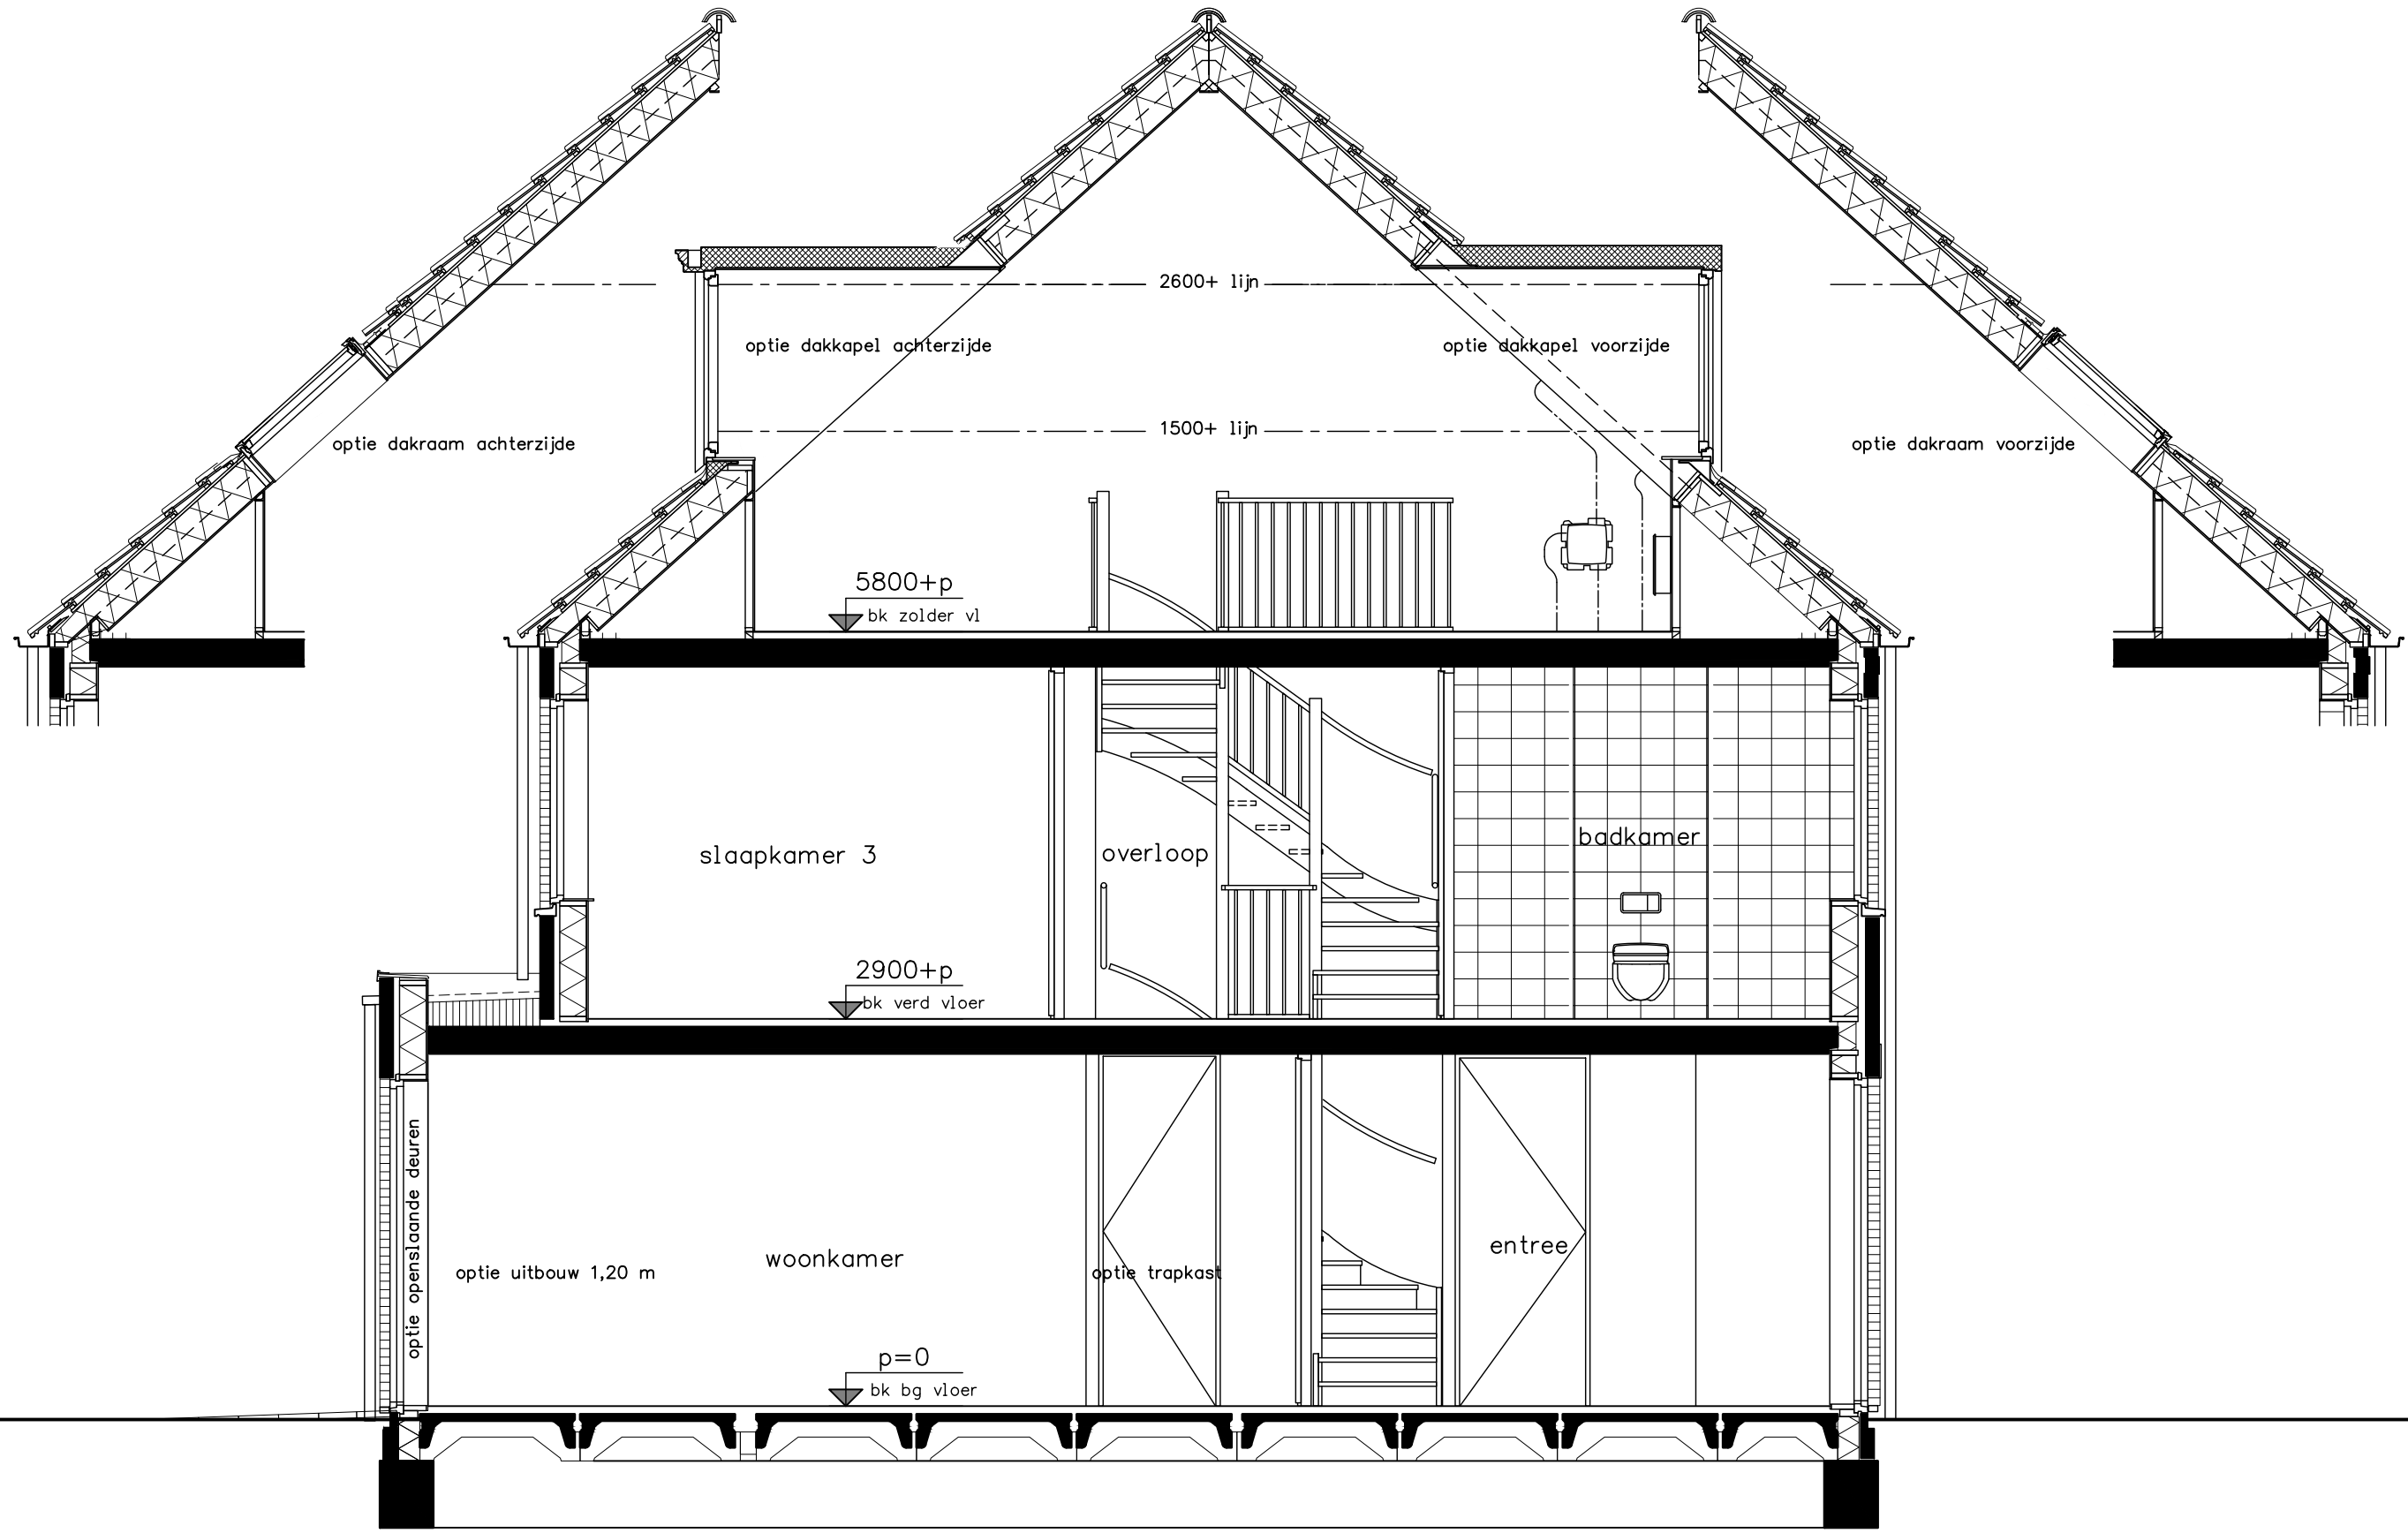 2600+ lijn
optie dakkapel achterzijde
optie dakkapel voorzijde
1500+ lijn
optie dakraam achterzijde
optie dakraam voorzijde
5800+p
bk zolder vl
slaapkamer 3
overloop
badkamer
2900+p
bk verd vloer
optie openslaande deuren
optie uitbouw 1,20 m
woonkamer
optie trapkast
entree
p=0
bk bg vloer